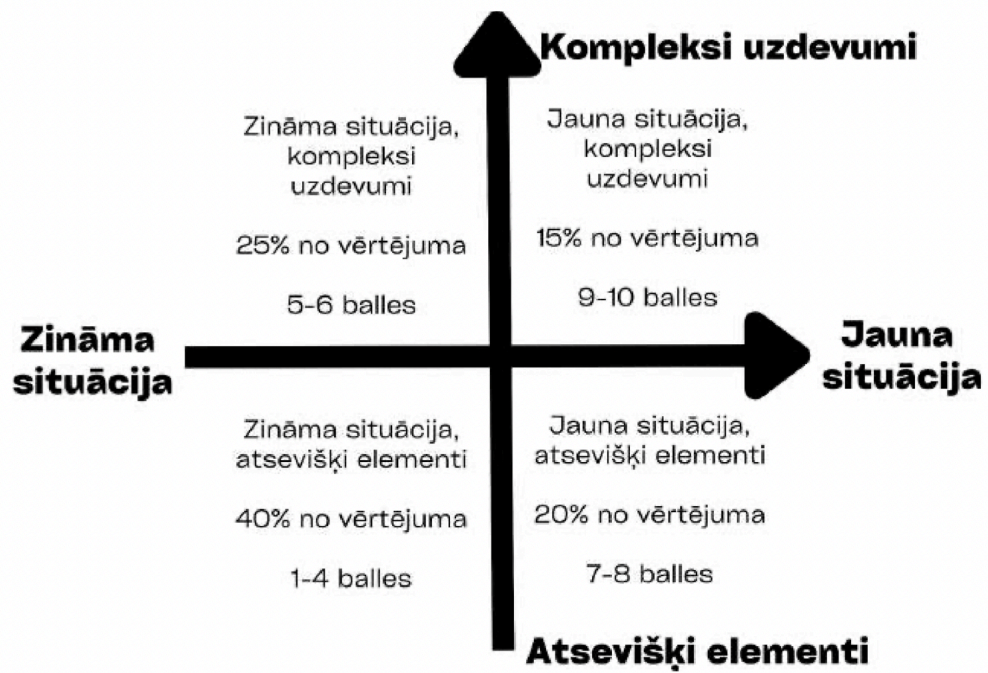 Kompleksi uzdevumi
Zināma situācija,
kompleksi
uzdevumi
25% no vērtējuma
5-6 balles
Jauna situācija,
kompleksi
uzdevumi
15% no vērtējuma
9-10 balles
Zināma
situācija
Jauna
situācija
Zināma situācija,
atsevišķi elementi
40% no vērtējuma
1-4 balles
Jauna situācija,
atsevišķi elementi
20% no vērtējuma
7-8 balles
Atsevišķi elementi